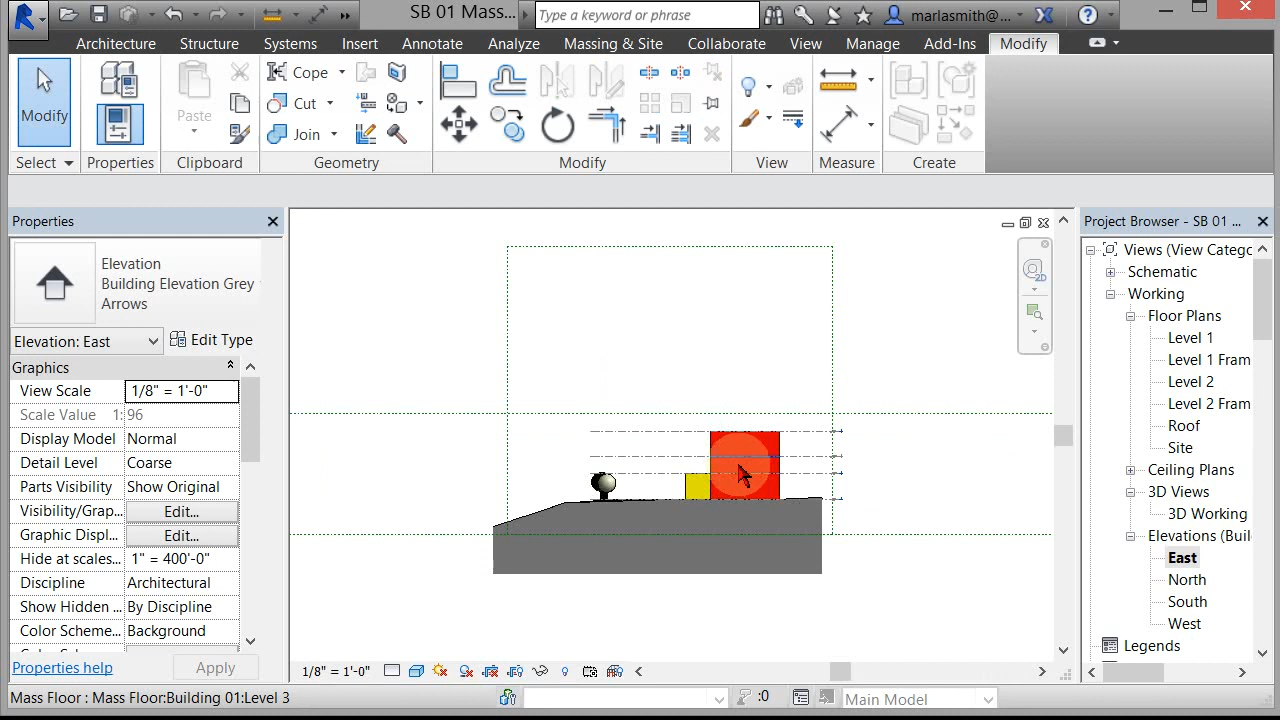 SB 01 Mass...
Type a keyword or phrase
marlasmith@...
Architecture Structure Systems Insert Annotate Analyze Massing & Site Collaborate View Manage Add-Ins Modify
Modify
Paste
Cope
Cut
Join
Select Properties Clipboard Geometry Modify View Measure Create
Properties
Elevation
Building Elevation Grey
Arrows
Elevation: East
Edit Type
Graphics
View Scale 1/8" = 1'-0"
Scale Value 1: 96
Display Model Normal
Detail Level Coarse
Parts Visibility Show Original
Visibility/Grap... Edit...
Graphic Displ... Edit...
Hide at scales... 1" = 400'-0"
Discipline Architectural
Show Hidden ... By Discipline
Color Scheme... Background
Properties help
Apply
2D
1/8" = 1'-0"
Project Browser - SB 01 ...
Views (View Catego
Schematic
Working
Floor Plans
Level 1
Level 1 Fram
Level 2
Level 2 Fram
Roof
Site
Ceiling Plans
3D Views
3D Working
Elevations (Buil
East
North
South
West
Legends
Mass Floor : Mass Floor:Building 01:Level 3
:0
Main Model